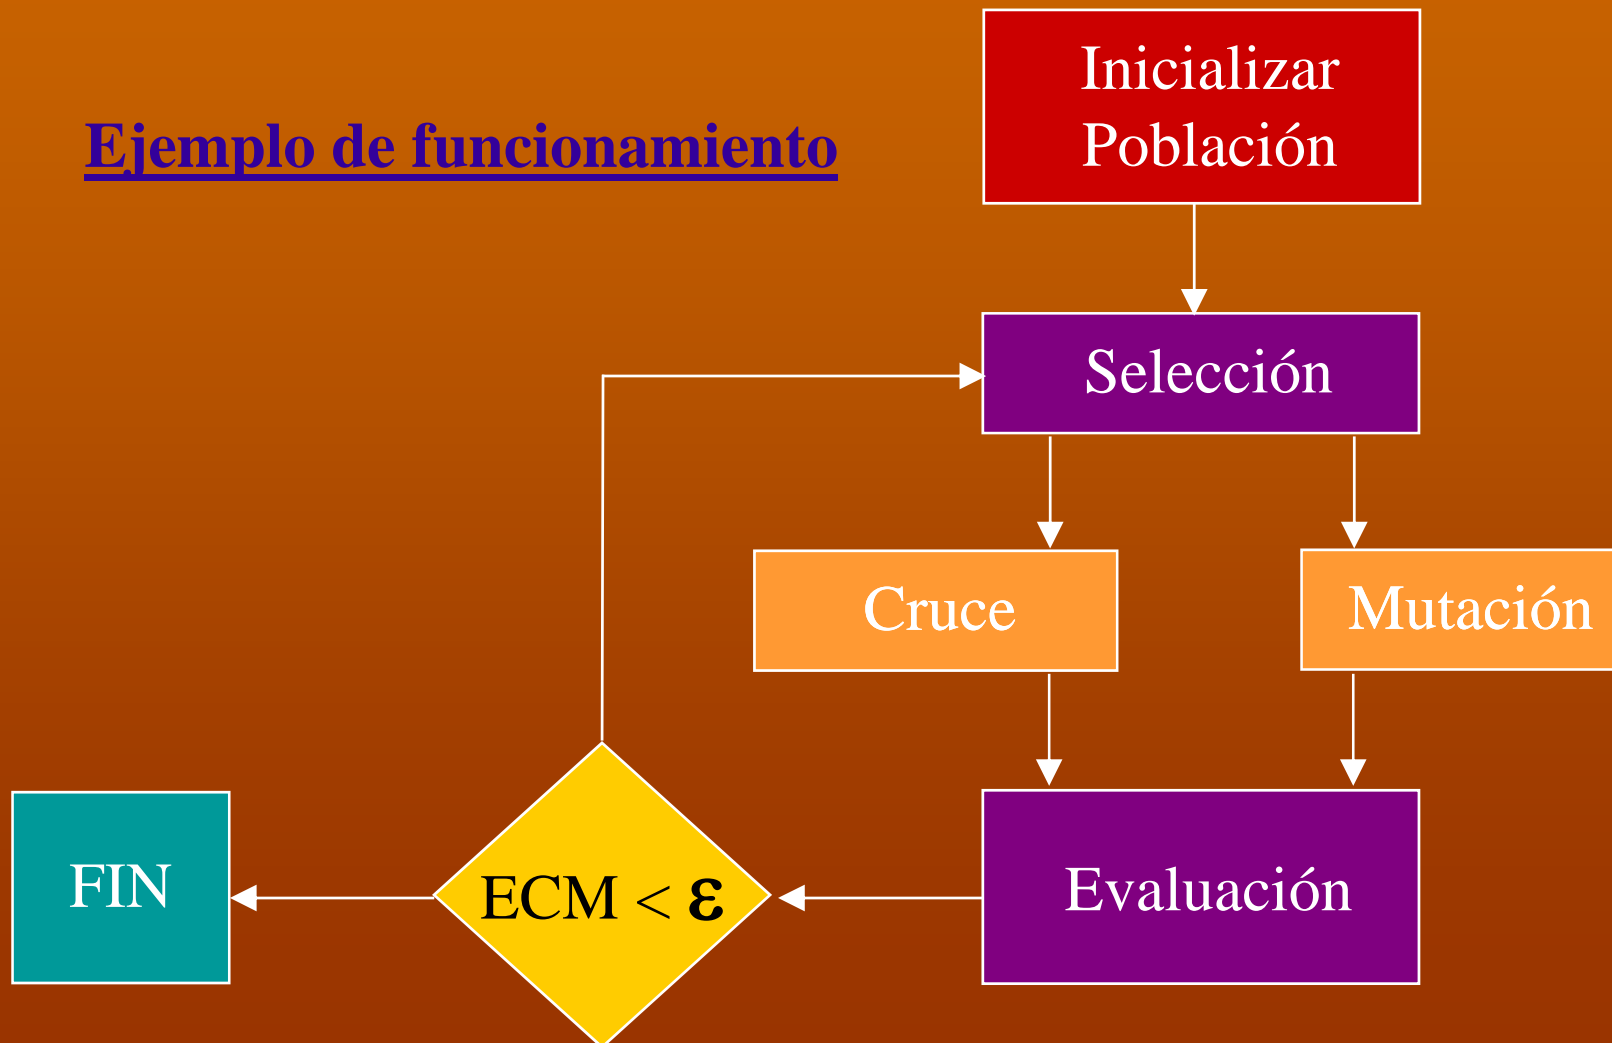 Ejemplo de funcionamiento
Inicializar
Población
Selección
Cruce
Mutación
Evaluación
ECM < ε
FIN